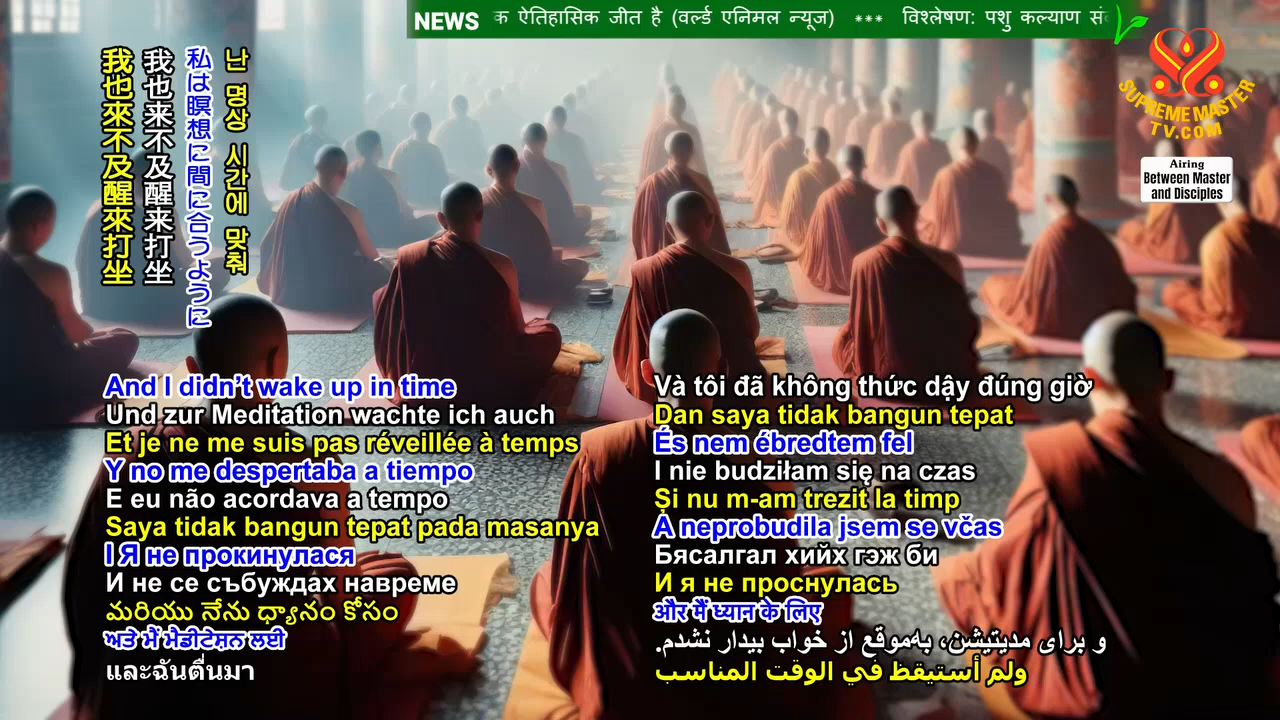 NEWS
क ऐतिहासिक जीत है (वर्ल्ड एनिमल न्यूज) *** विश्लेषण: पशु कल्याण
SUPREME MASTER
TV.COM
Airing
Between Master
and Disciples
我也來不及醒來打坐
我也来不及醒来打坐
私は瞑想に間に合うように
난 명상 시간에 맞춰
And I didn't wake up in time
Und zur Meditation wachte ich auch
Et je ne me suis pas réveillée à temps
Y no me despertaba a tiempo
E eu não acordava a tempo
Saya tidak bangun tepat pada masanya
І Я не прокинулася
И не се събуждах навреме
మరియు నేను ధ్యానం కోసం
ਅਤੇ ਮੈਂ ਮੈਡੀਟੇਸ਼ਨ ਲਈ
และฉันตื่นมา
Và tôi đã không thức dậy đúng giờ
Dan saya tidak bangun tepat
És nem ébredtem fel
I nie budziłam się na czas
Și nu m-am trezit la timp
A neprobudila jsem se včas
Бясалгал хийх гэж би
И я не проснулась
और मैं ध्यान के लिए
و برای مدیتیشن، به‌موقع از خواب بیدار نشدم.
ولم أستيقظ في الوقت المناسب